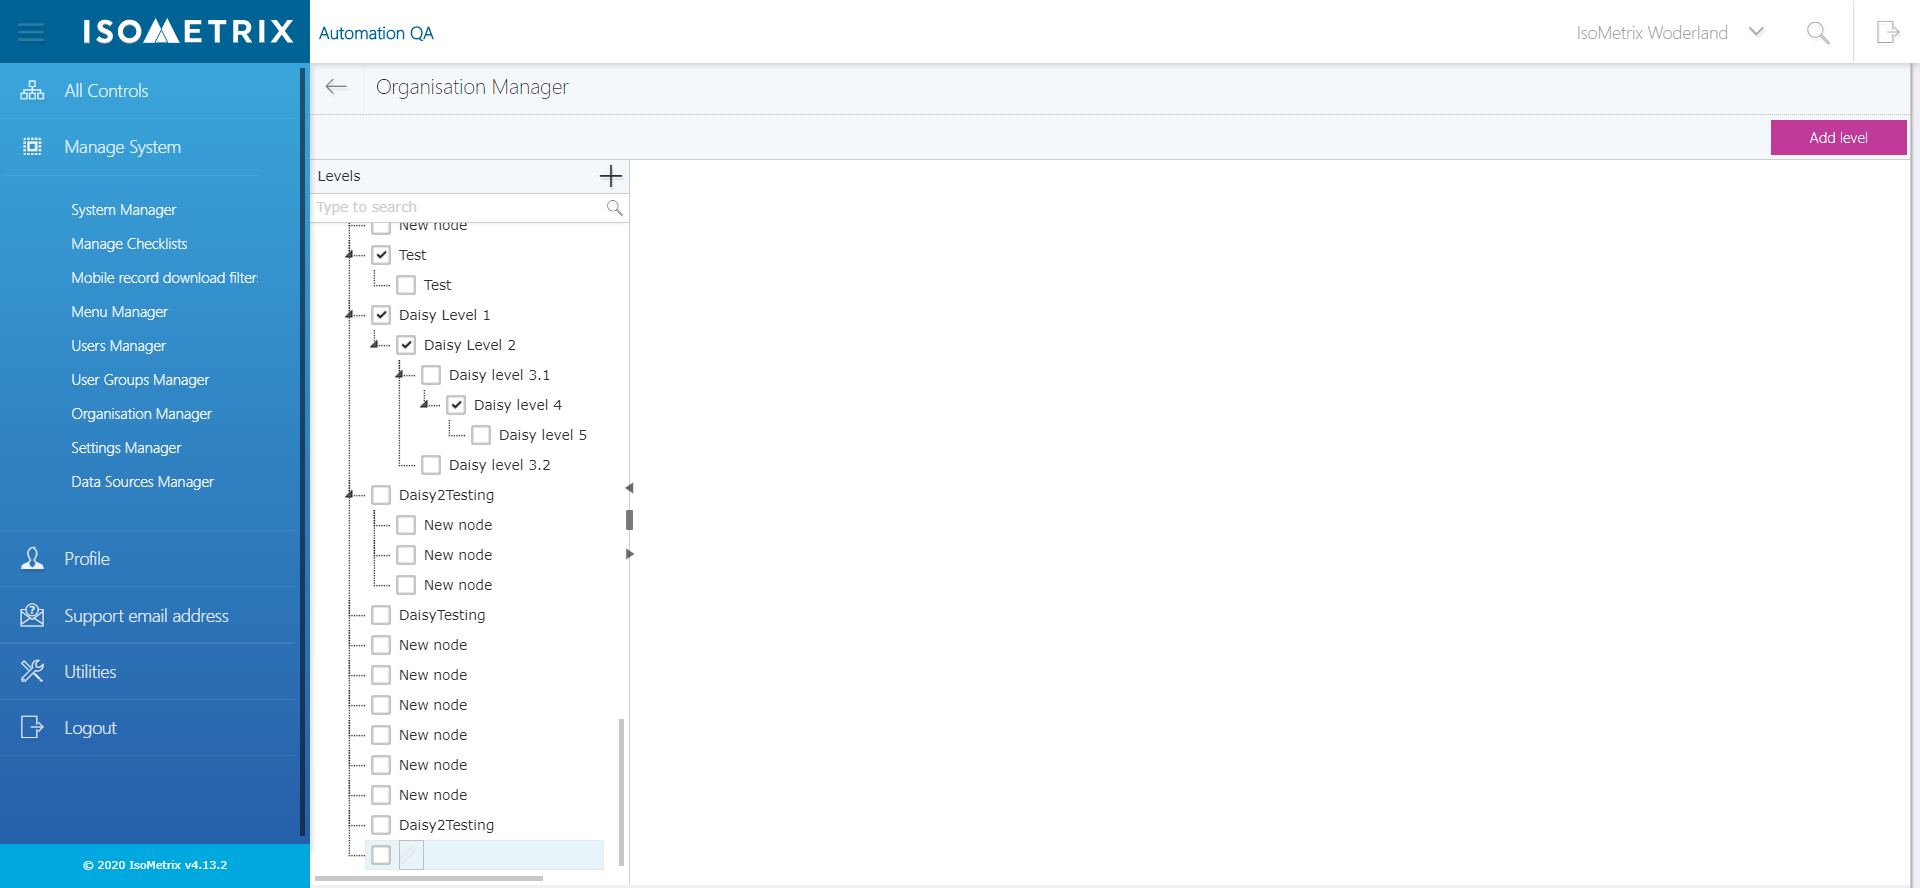 ISOMETRIX
Automation QA
IsoMetrix Woderland
All Controls
Manage System
System Manager
Manage Checklists
Mobile record download filter
Menu Manager
Users Manager
User Groups Manager
Organisation Manager
Settings Manager
Data Sources Manager
Profile
Support email address
Utilities
Logout
© 2020 IsoMetrix v4.13.2
Organisation Manager
Add level
Levels
Type to search
New node
Test
Test
Daisy Level 1
Daisy Level 2
Daisy level 3.1
Daisy level 4
Daisy level 5
Daisy level 3.2
Daisy2Testing
New node
New node
New node
DaisyTesting
New node
New node
New node
New node
New node
New node
Daisy2Testing